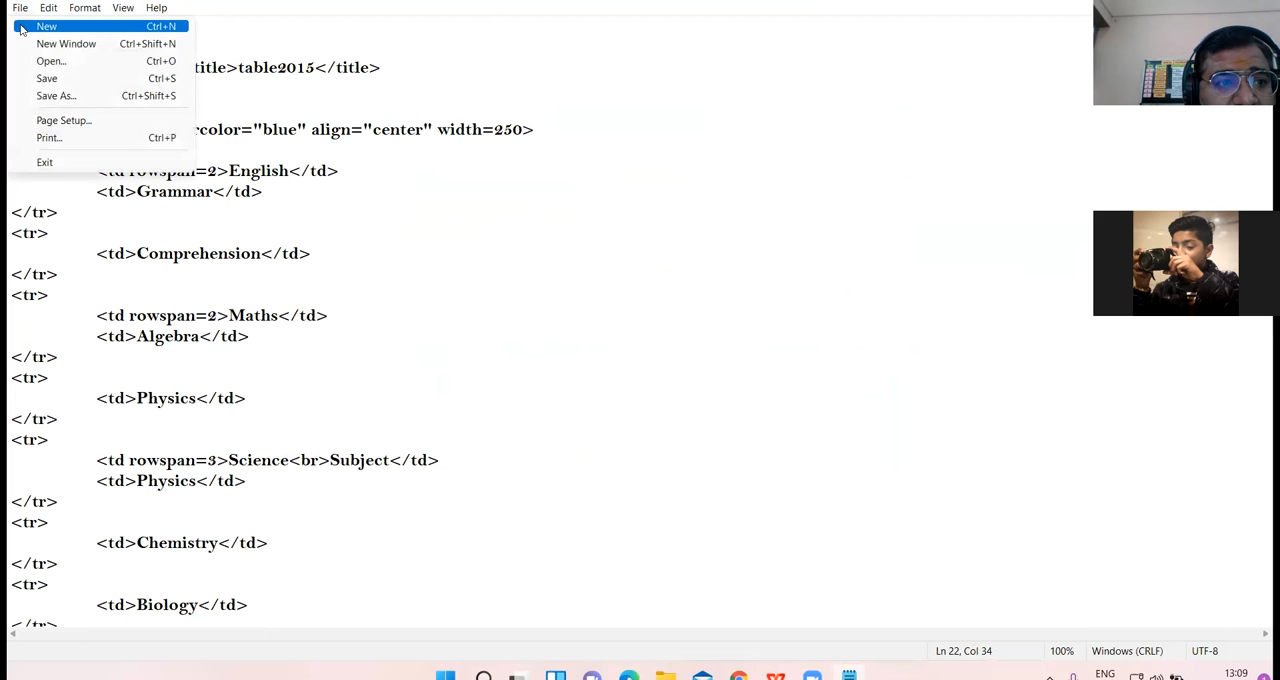 File Edit Format View Help
New Ctrl+N
New Window Ctrl+Shift+N
Open... Ctrl+O
Save Ctrl+S
Save As... Ctrl+Shift+S
Page Setup...
Print... Ctrl+P
Exit
title>table2015</title>
rcolor="blue" align="center" width=250>
<td rowspan=2>English</td>
<td>Grammar</td>
</tr>
<tr>
<td>Comprehension</td>
</tr>
<tr>
<td rowspan=2>Maths</td>
<td>Algebra</td>
</tr>
<tr>
<td>Physics</td>
</tr>
<tr>
<td rowspan=3>Science<br>Subject</td>
<td>Physics</td>
</tr>
<tr>
<td>Chemistry</td>
</tr>
<tr>
<td>Biology</td>
</tr>
Ln 22, Col 34 100% Windows (CRLF) UTF-8
ENG 13:09